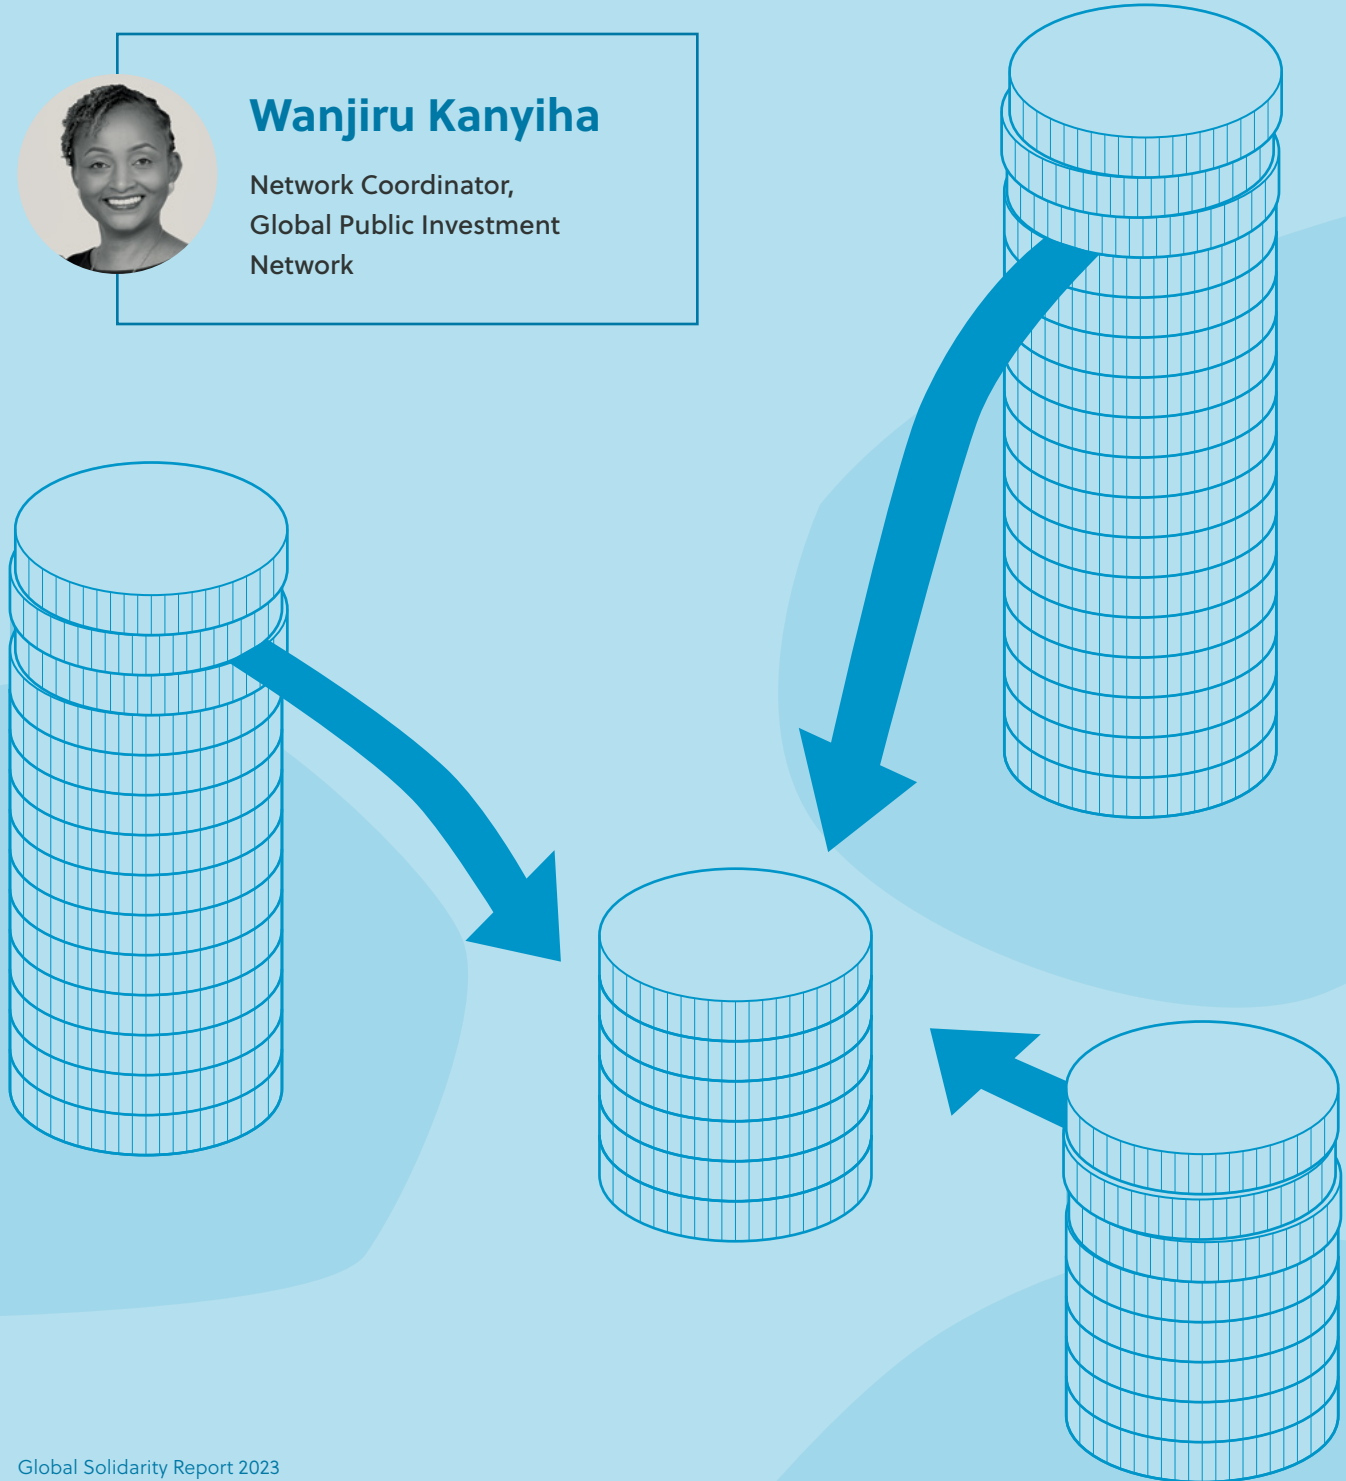 Wanjiru Kanyiha
Network Coordinator,
Global Public Investment
Network
Global Solidarity Report 2023